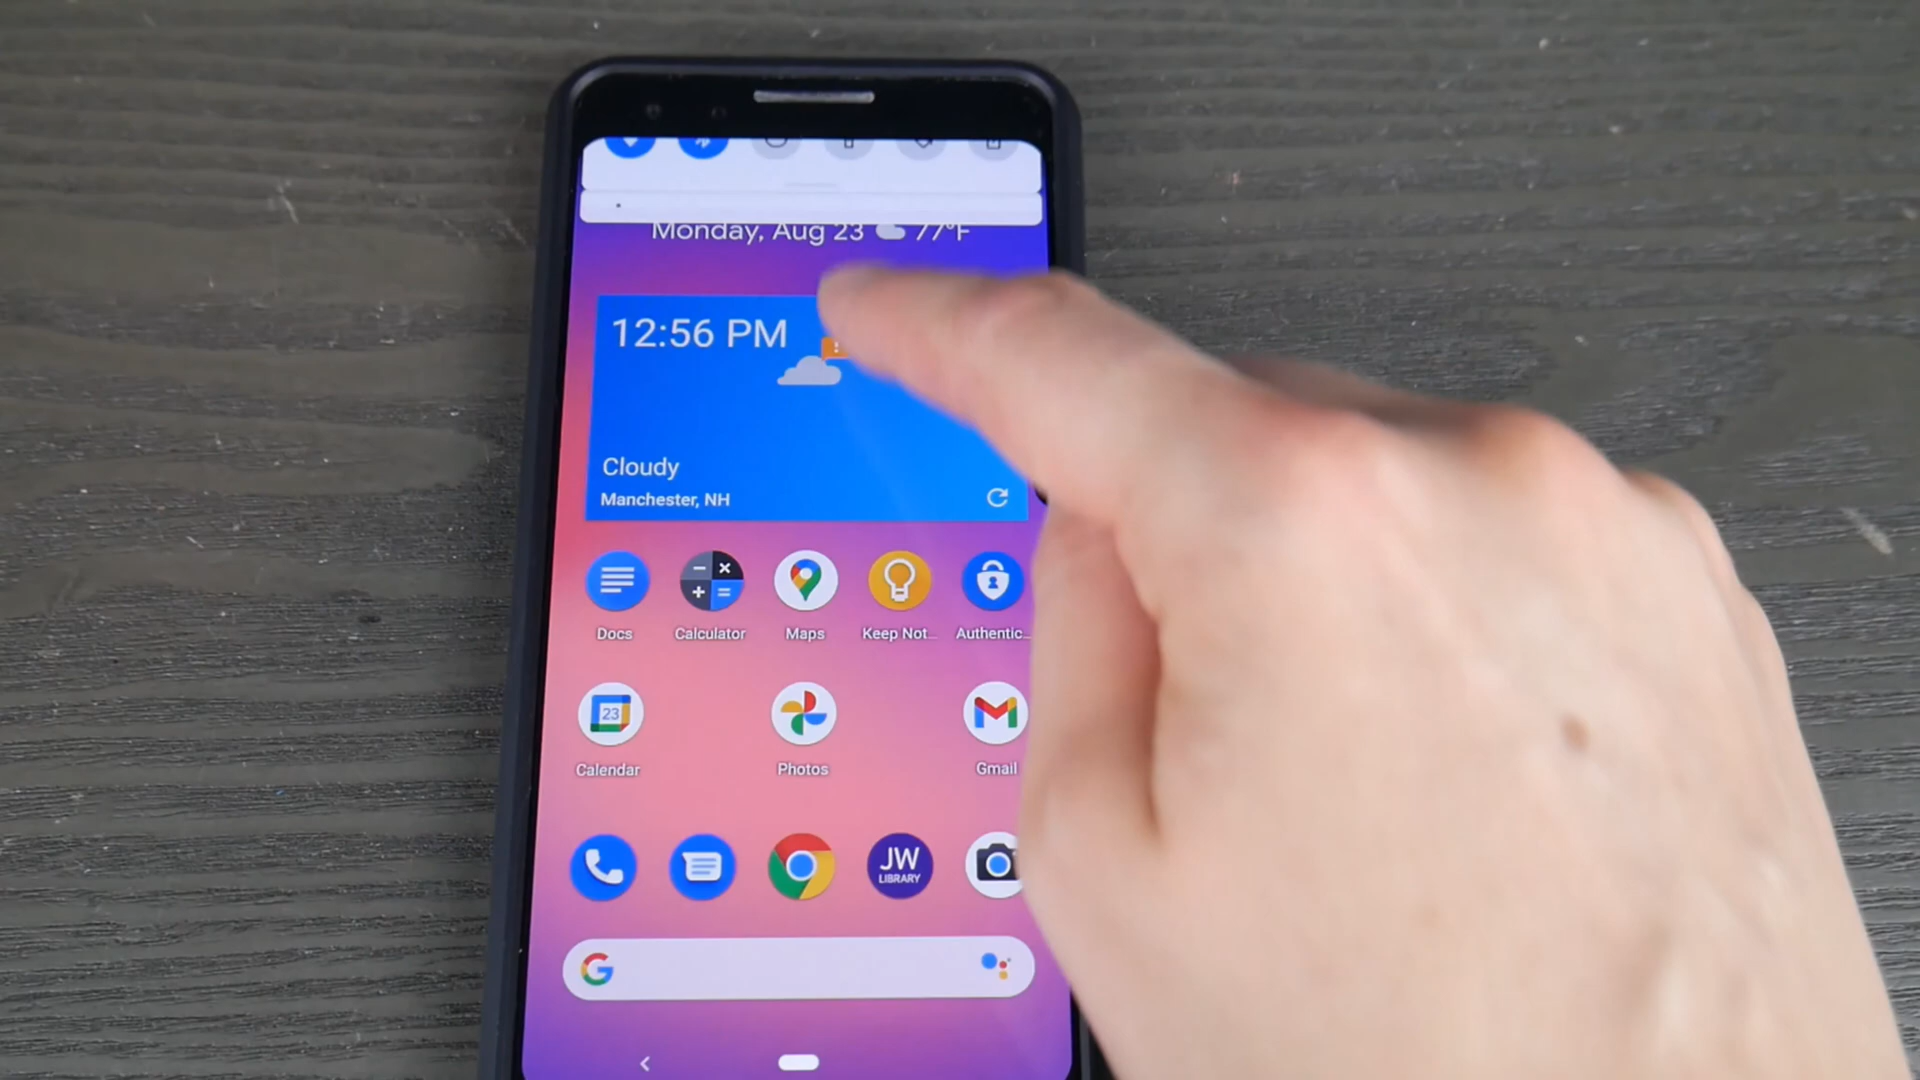 Monday, Aug 23 77°F
12:56 PM
Cloudy
Manchester, NH
Docs
Calculator
Maps
Keep Not...
Authentic...
23
Calendar
Photos
Gmail
JW
LIBRARY